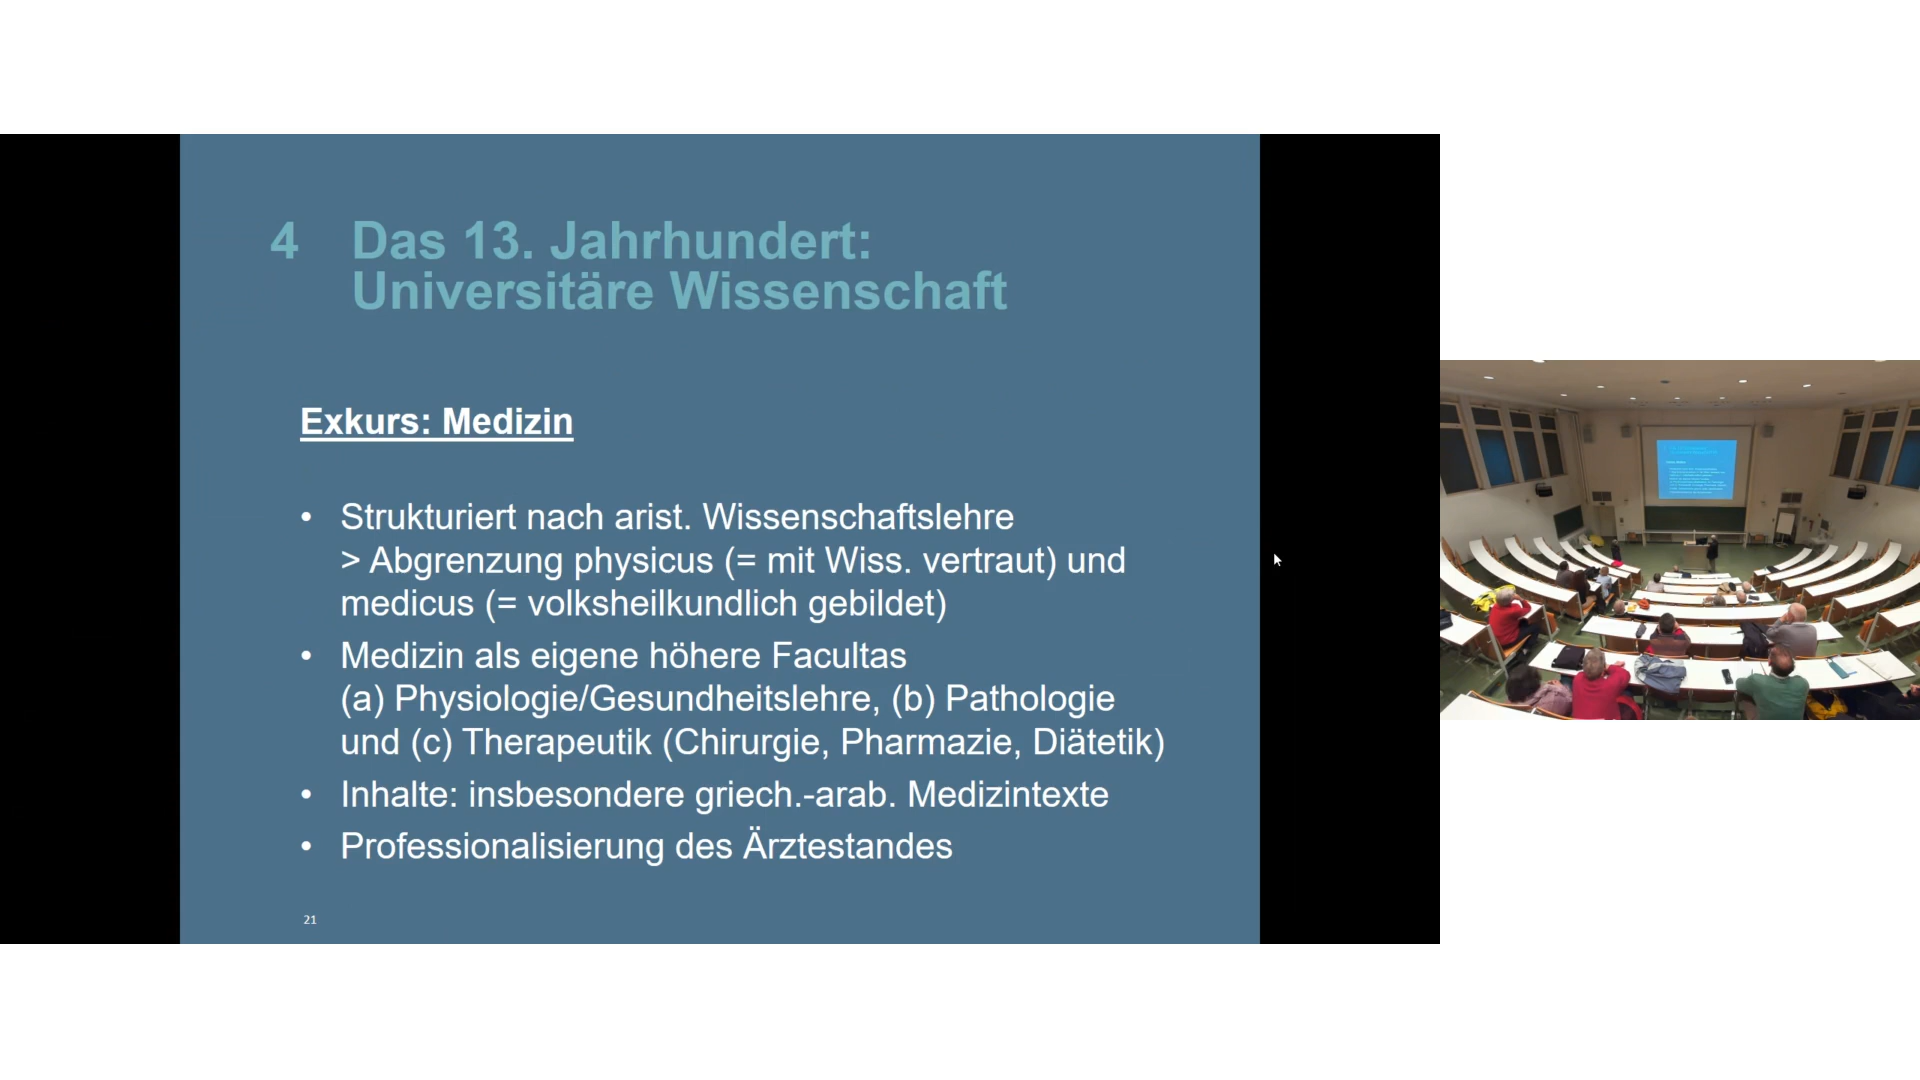 4 Das 13. Jahrhundert:
Universitäre Wissenschaft
Exkurs: Medizin
• Strukturiert nach arist. Wissenschaftslehre
> Abgrenzung physicus (= mit Wiss. vertraut) und
medicus (= volksheilkundlich gebildet)
• Medizin als eigene höhere Facultas
(a) Physiologie/Gesundheitslehre, (b) Pathologie
und (c) Therapeutik (Chirurgie, Pharmazie, Diätetik)
• Inhalte: insbesondere griech.-arab. Medizintexte
• Professionalisierung des Ärztestandes
21